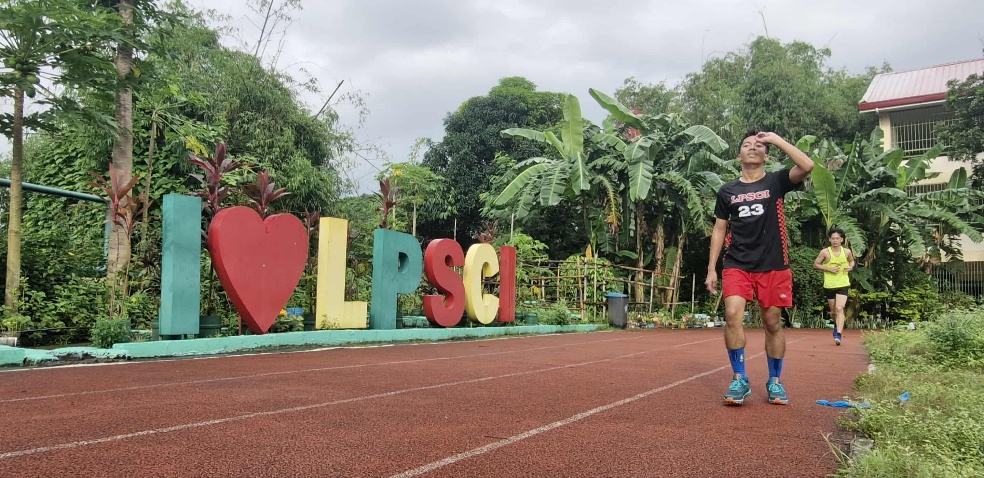 I ❤ LPSCI
LPSCI
23